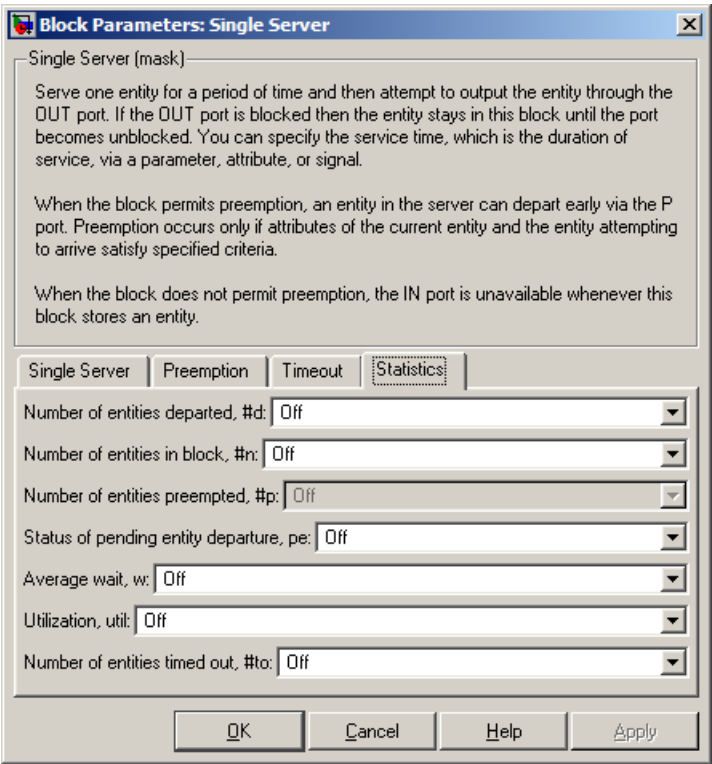 Block Parameters: Single Server
Single Server (mask)
Serve one entity for a period of time and then attempt to output the entity through the
OUT port. If the OUT port is blocked then the entity stays in this block until the port
becomes unblocked. You can specify the service time, which is the duration of
service, via a parameter, attribute, or signal.
When the block permits preemption, an entity in the server can depart early via the P
port. Preemption occurs only if attributes of the current entity and the entity attempting
to arrive satisfy specified criteria.
When the block does not permit preemption, the IN port is unavailable whenever this
block stores an entity.
Single Server Preemption Timeout Statistics
Number of entities departed, #d: Off
Number of entities in block, #n: Off
Number of entities preempted, #p: Off
Status of pending entity departure, pe: Off
Average wait, w: Off
Utilization, util: Off
Number of entities timed out, #to: Off
OK Cancel Help Apply